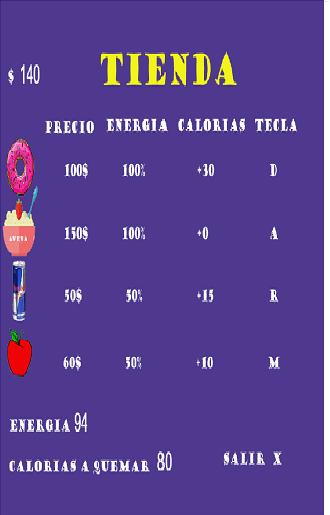 $ 140
TIENDA
PRECIO ENERGIA CALORIAS TECLA
100$ 100% +30 D
AVENA
150$ 100% +0 A
50$ 50% +15 R
60$ 50% +10 M
ENERGIA 94
CALORIAS A QUEMAR 80
SALIR X